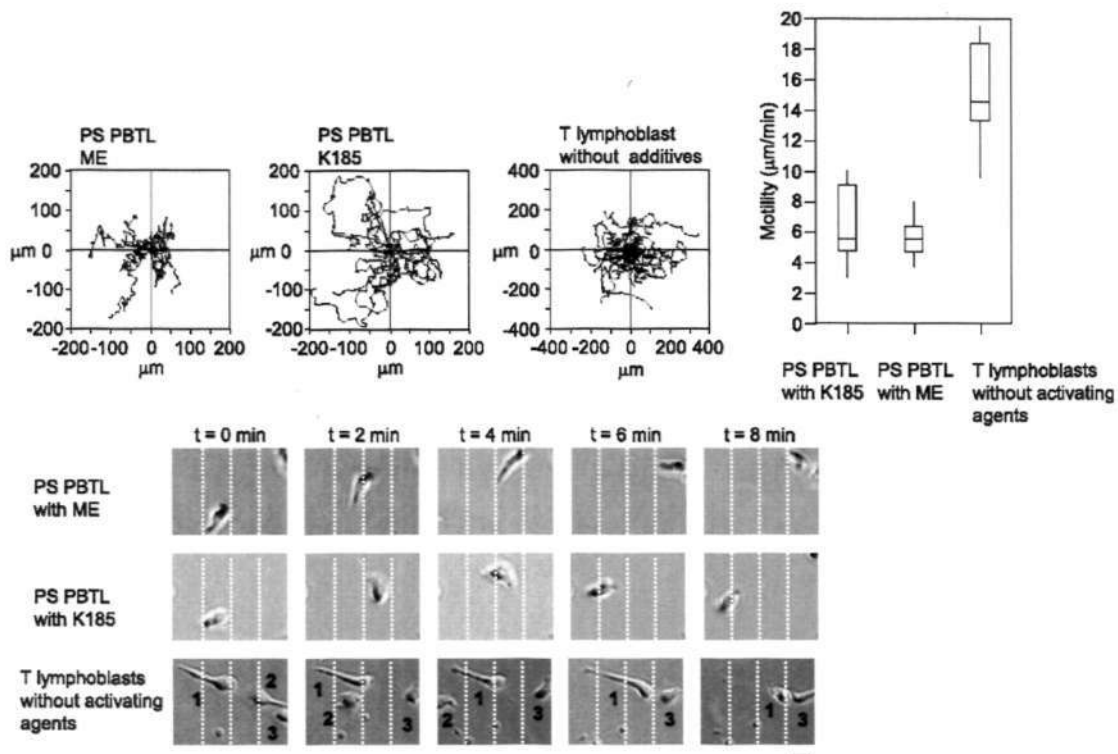 PS PBTL
ME
200
100
μm 0
-100
-200
-200 -100 0 100 200
μm
PS PBTL
K185
200
100
μm 0
-100
-200
-200 -100 0 100 200
μm
T lymphoblast
without additives
400
200
μm 0
-200
-400
-400 -200 0 200 400
μm
Motility (μm/min)
20
18
16
14
12
10
8
6
4
2
0
PS PBTL
with K185
PS PBTL
with ME
T lymphoblasts
without activating
agents
t = 0 min t = 2 min t = 4 min t = 6 min t = 8 min
PS PBTL
with ME
PS PBTL
with K185
T lymphoblasts
without activating
agents
1 2 3
1 2 3
1 2 3
1 3
1 3